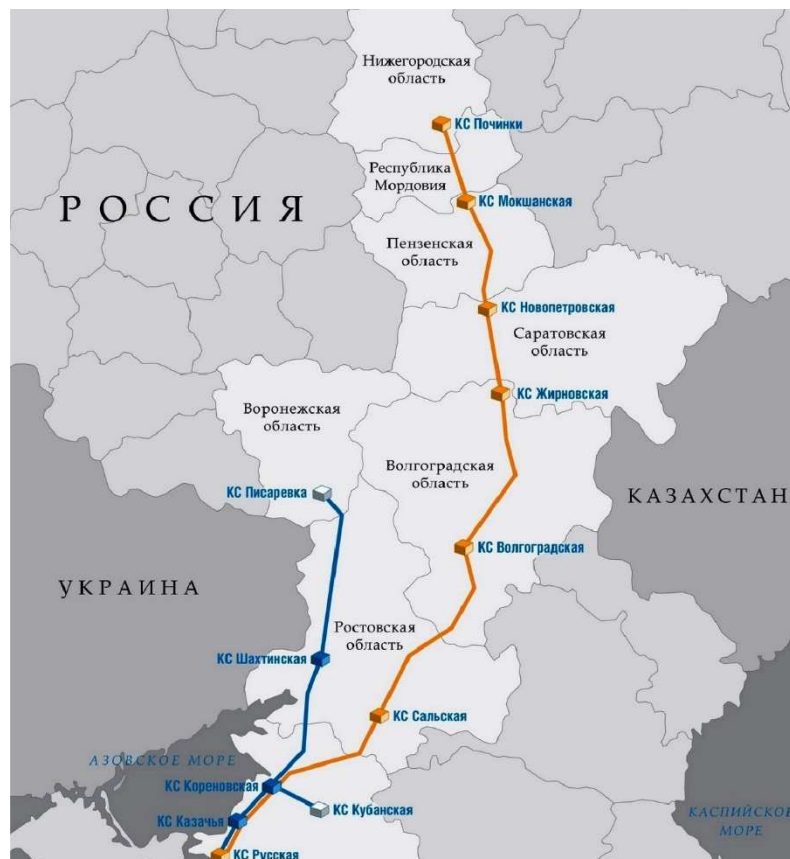 Нижегородская
область
КС Починки
Республика
Мордовия
КС Мокшанская
РОССИЯ
Пензенская
область
КС Новопетровская
Саратовская
область
КС Жирновская
Воронежская
область
Волгоградская
область
КС Писаревка
КАЗАХСТАН
КС Волгоградская
УКРАИНА
Ростовская
область
КС Шахтинская
КС Сальская
АЗОВСКОЕ МОРЕ
КС Кореновская
КС Кубанская
КС Казачья
КАСПИЙСКОЕ
МОРЕ
КС Русская